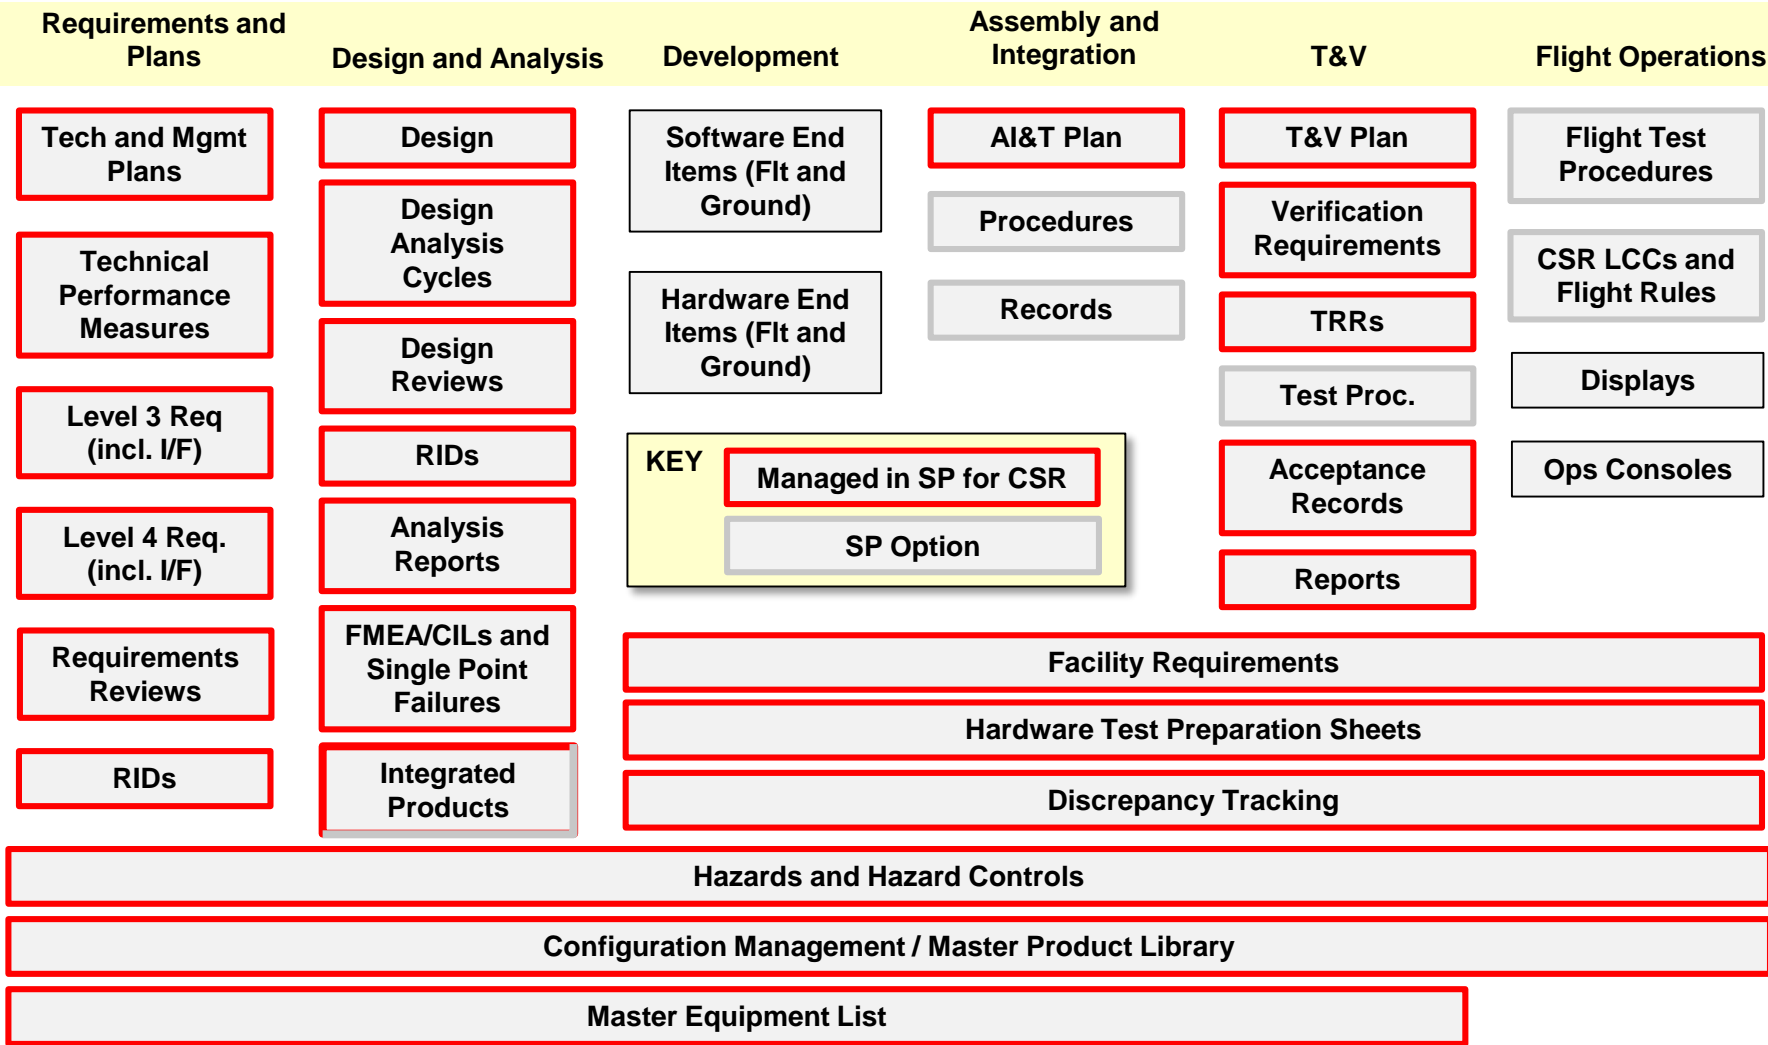 Requirements and
Plans
Design and Analysis
Development
Assembly and
Integration
T&V
Flight Operations
Tech and Mgmt
Plans
Technical
Performance
Measures
Level 3 Req
(incl. I/F)
Level 4 Req.
(incl. I/F)
Requirements
Reviews
RIDs
Design
Design
Analysis
Cycles
Design
Reviews
RIDs
Analysis
Reports
FMEA/CILs and
Single Point
Failures
Integrated
Products
Software End
Items (Flt and
Ground)
Hardware End
Items (Flt and
Ground)
KEY
Managed in SP for CSR
SP Option
AI&T Plan
Procedures
Records
T&V Plan
Verification
Requirements
TRRs
Test Proc.
Acceptance
Records
Reports
Flight Test
Procedures
CSR LCCs and
Flight Rules
Displays
Ops Consoles
Facility Requirements
Hardware Test Preparation Sheets
Discrepancy Tracking
Hazards and Hazard Controls
Configuration Management / Master Product Library
Master Equipment List